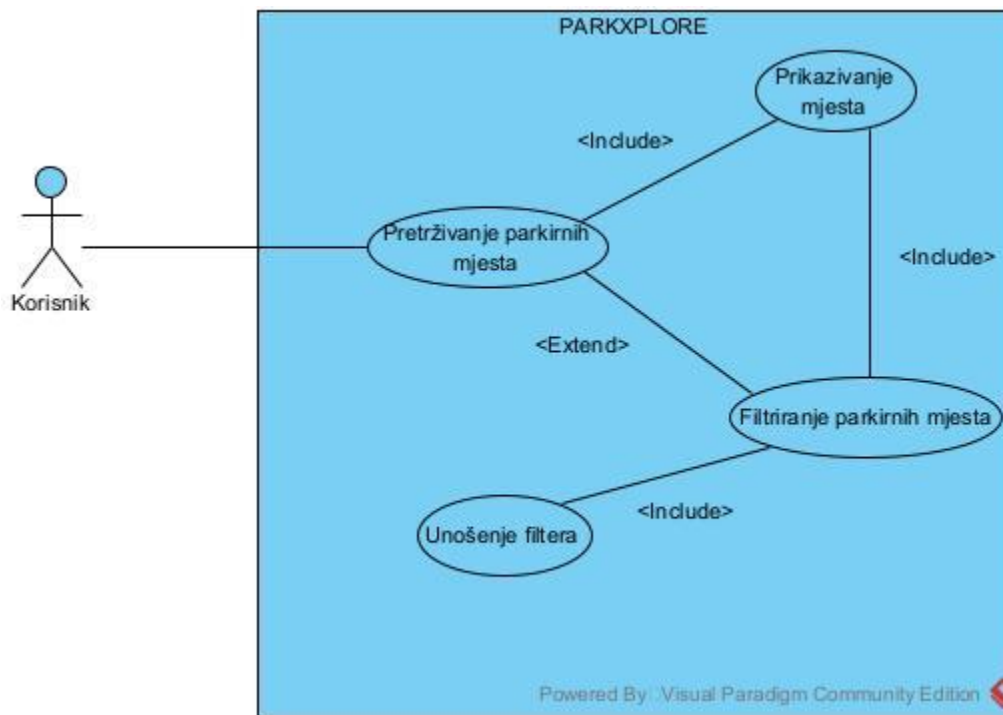 PARKXPLORE
Prikazivanje
mjesta
<Include>
Korisnik
Pretrživanje parkirnih
mjesta
<Include>
<Extend>
Filtriranje parkirnih mjesta
Unošenje filtera
<Include>
Powered By Visual Paradigm Community Edition